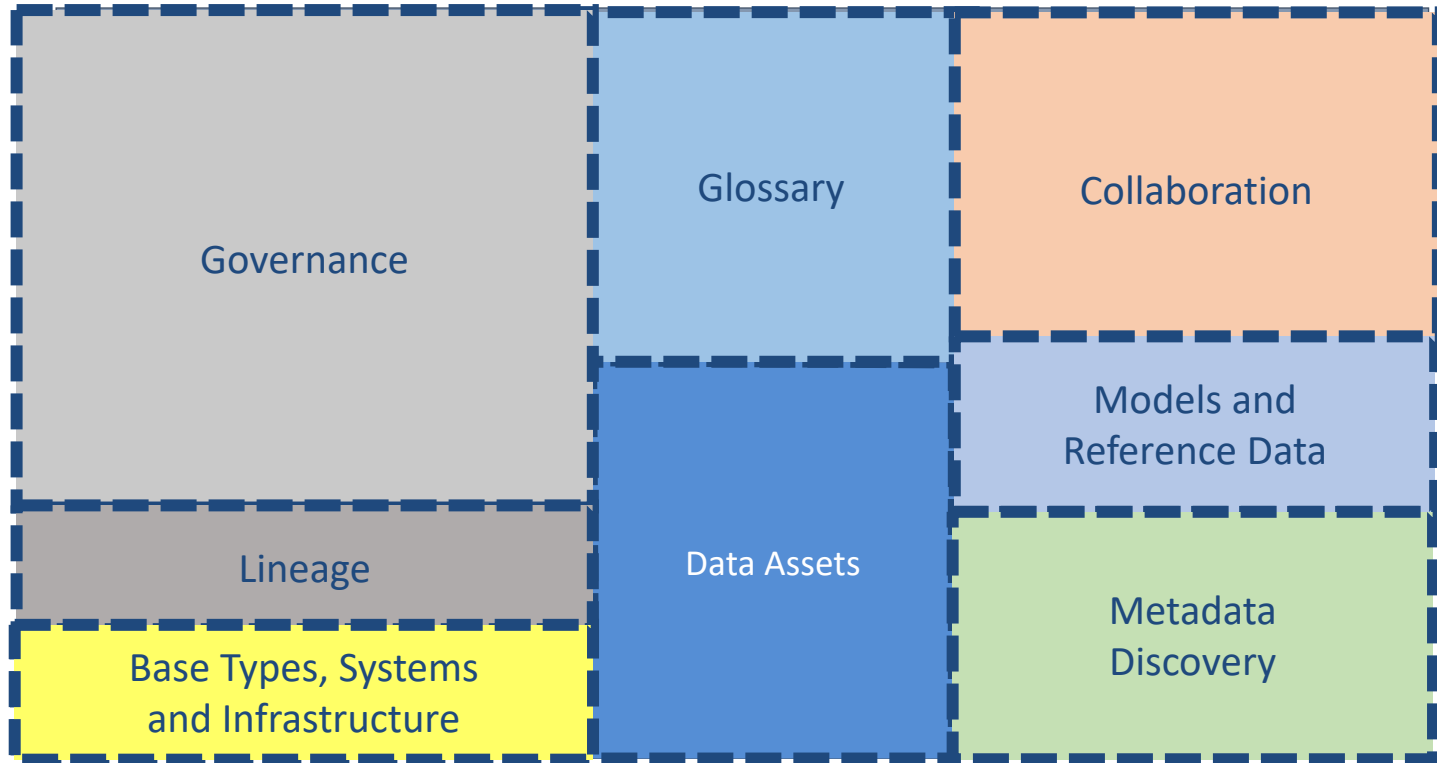 Governance
Lineage
Base Types, Systems
and Infrastructure
Glossary
Data Assets
Collaboration
Models and
Reference Data
Metadata
Discovery